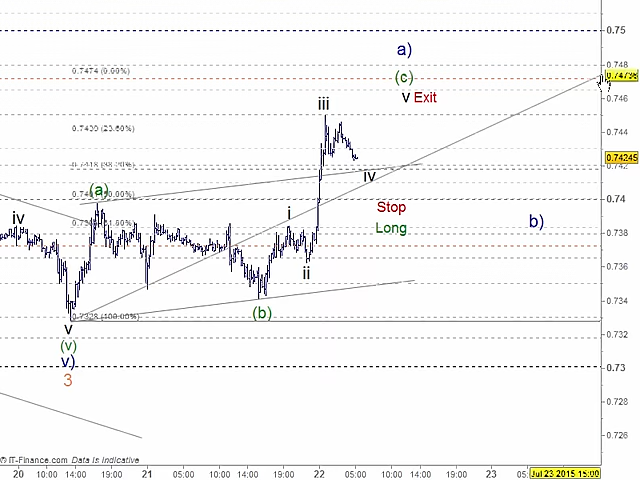 0.75
a)
0.748
0.7474 (0.00%)
(c)
0.74738
v Exit
0.746
iii
0.7439 (23.60%)
0.744
0.74245
0.7418 (38.20%)
iv
(a)
0.74
Stop
iv
i
b)
Long
0.738
ii
0.736
0.734
(b)
0.7328 (100.00%)
0.732
v
(v)
v)
0.73
3
0.728
0.726
© IT-Finance.com Data is indicative
20 10:00 14:00 19:00 21 05:00 10:00 14:00 19:00 22 05:00 10:00 14:00 19:00 23 05: Jul 23 2015 15:00